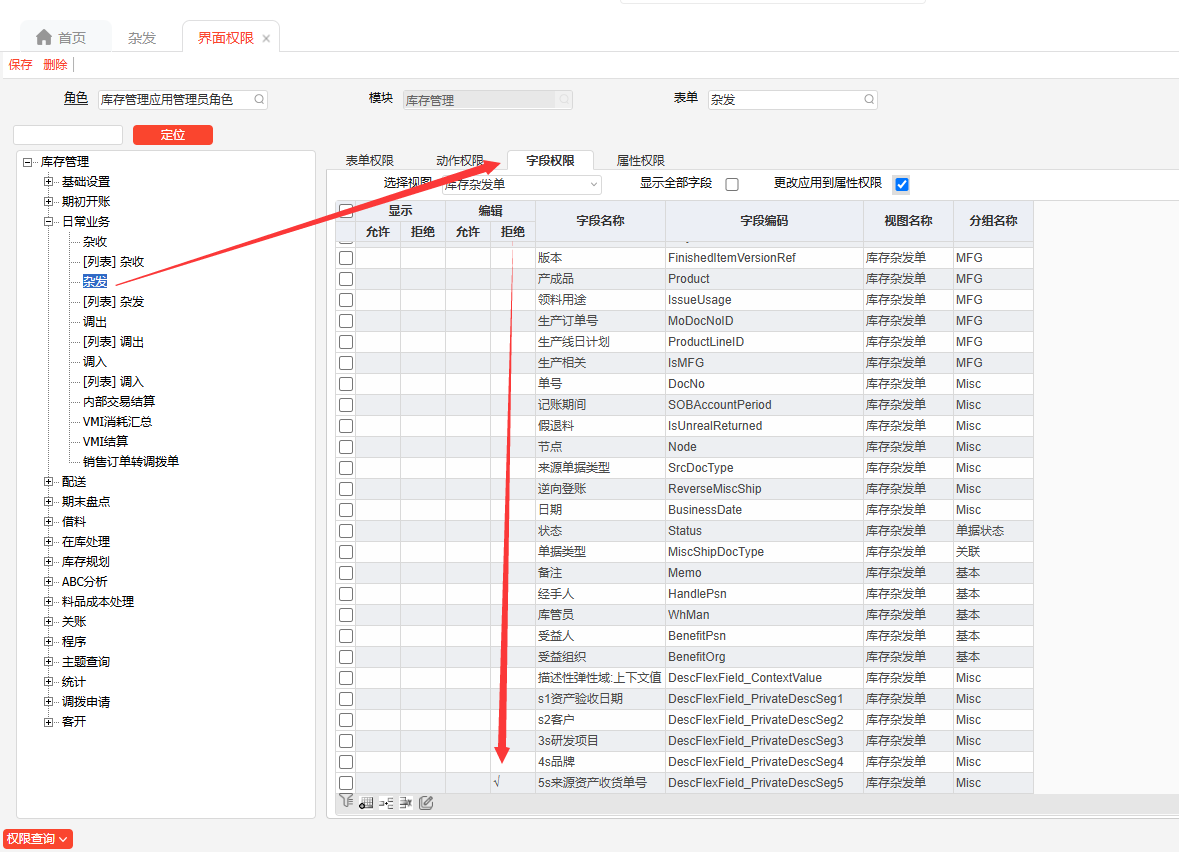 首页 杂发 界面权限 ×
保存 删除
角色 库存管理应用管理员角色 模块 库存管理 表单 杂发
定位
库存管理
基础设置
期初开账
日常业务
杂收
[列表] 杂收
杂发
[列表] 杂发
调出
[列表] 调出
调入
[列表] 调入
内部交易结算
VMI消耗汇总
VMI结算
销售订单转调拨单
配送
期末盘点
借料
在库处理
库存规划
ABC分析
料品成本处理
关账
程序
主题查询
统计
调拨申请
客开
表单权限 动作权限 字段权限 属性权限
选择视图 库存杂发单 显示全部字段 更改应用到属性权限
显示 编辑 字段名称 字段编码 视图名称 分组名称
允许 拒绝 允许 拒绝
版本 FinishedItemVersionRef 库存杂发单 MFG
产成品 Product 库存杂发单 MFG
领料用途 IssueUsage 库存杂发单 MFG
生产订单号 MoDocNoID 库存杂发单 MFG
生产线日计划 ProductLineID 库存杂发单 MFG
生产相关 IsMFG 库存杂发单 MFG
单号 DocNo 库存杂发单 Misc
记账期间 SOBAccountPeriod 库存杂发单 Misc
假退料 IsUnrealReturned 库存杂发单 Misc
节点 Node 库存杂发单 Misc
来源单据类型 SrcDocType 库存杂发单 Misc
逆向登账 ReverseMiscShip 库存杂发单 Misc
日期 BusinessDate 库存杂发单 Misc
状态 Status 库存杂发单 单据状态
单据类型 MiscShipDocType 库存杂发单 关联
备注 Memo 库存杂发单 基本
经手人 HandlePsn 库存杂发单 基本
库管员 WhMan 库存杂发单 基本
受益人 BenefitPsn 库存杂发单 基本
受益组织 BenefitOrg 库存杂发单 基本
描述性弹性域:上下文值 DescFlexField_ContextValue 库存杂发单 Misc
s1资产验收日期 DescFlexField_PrivateDescSeg1 库存杂发单 Misc
s2客户 DescFlexField_PrivateDescSeg2 库存杂发单 Misc
3s研发项目 DescFlexField_PrivateDescSeg3 库存杂发单 Misc
4s品牌 DescFlexField_PrivateDescSeg4 库存杂发单 Misc
√ 5s来源资产收货单号 DescFlexField_PrivateDescSeg5 库存杂发单 Misc
权限查询